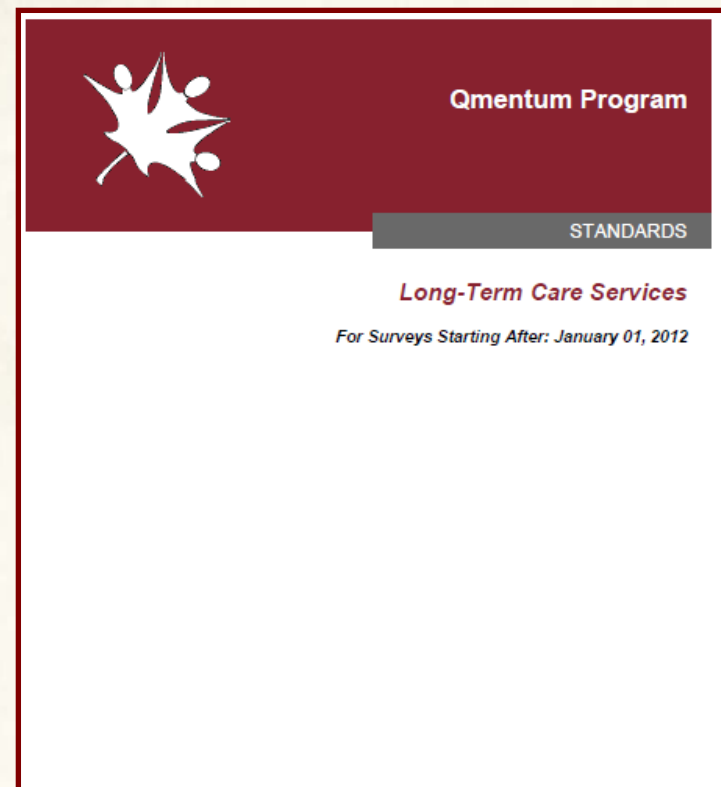 Qmentum Program
STANDARDS
Long-Term Care Services
For Surveys Starting After: January 01, 2012